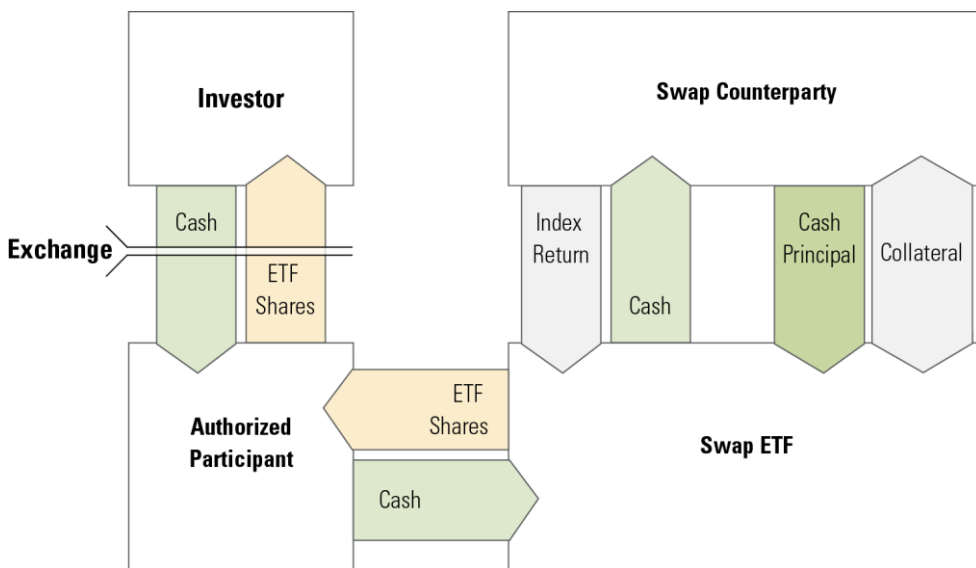 Investor
Swap Counterparty
Cash
Exchange
ETF
Shares
Index
Return
Cash
Cash
Principal
Collateral
Authorized
Participant
ETF
Shares
Cash
Swap ETF